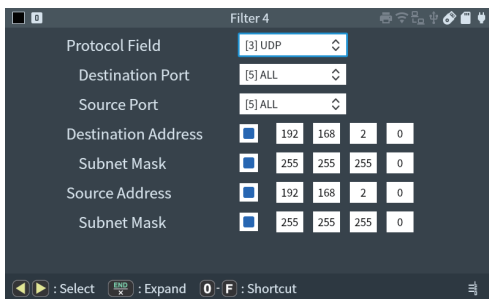 0 Filter 4
Protocol Field [3] UDP
Destination Port [5] ALL
Source Port [5] ALL
Destination Address 192 168 2 0
Subnet Mask 255 255 255 0
Source Address 192 168 2 0
Subnet Mask 255 255 255 0
: Select END X : Expand 0 - F : Shortcut